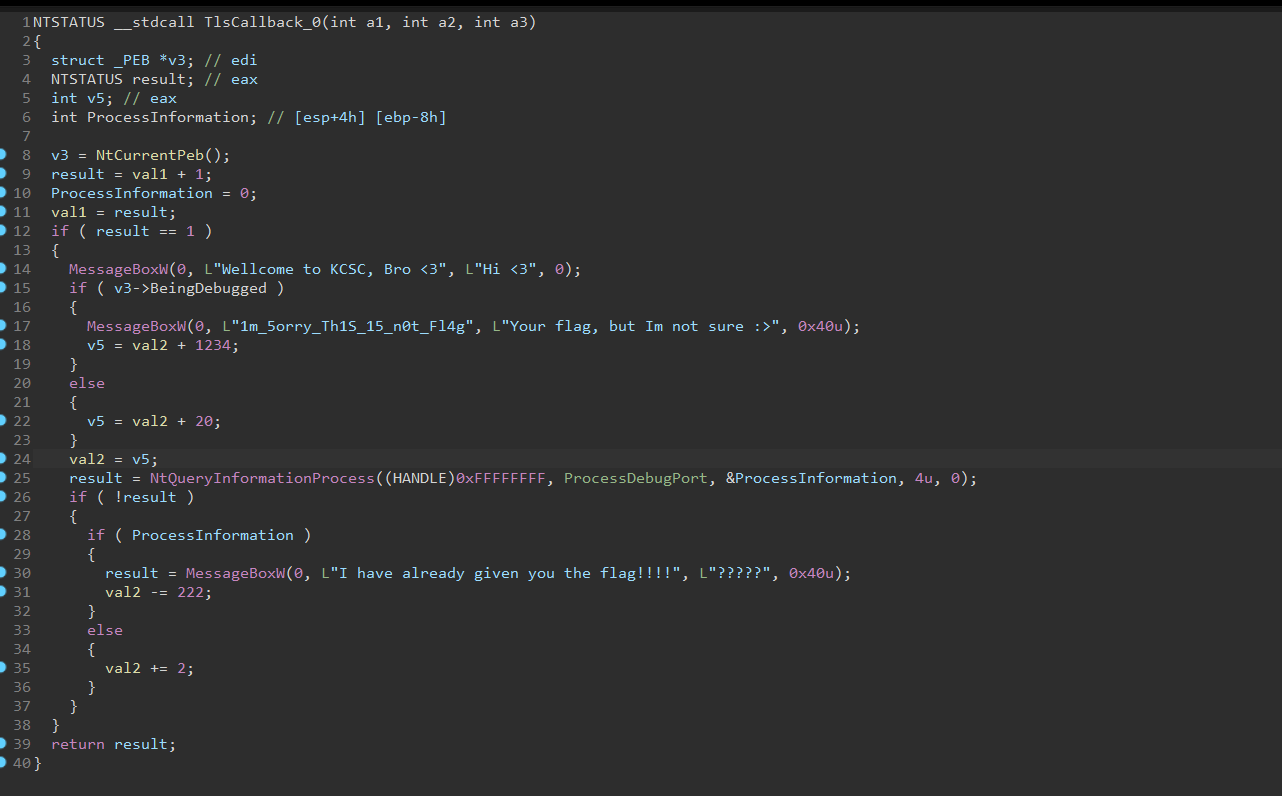 1 NTSTATUS __stdcall TlsCallback_0(int a1, int a2, int a3)
2 {
3 struct _PEB *v3; // edi
4 NTSTATUS result; // eax
5 int v5; // eax
6 int ProcessInformation; // [esp+4h] [ebp-8h]
7
8 v3 = NtCurrentPeb();
9 result = val1 + 1;
10 ProcessInformation = 0;
11 val1 = result;
12 if ( result == 1 )
13 {
14 MessageBoxW(0, L"Wellcome to KCSC, Bro <3", L"Hi <3", 0);
15 if ( v3->BeingDebugged )
16 {
17 MessageBoxW(0, L"1m_5orry_Th1S_15_n0t_Fl4g", L"Your flag, but Im not sure :>", 0x40u);
18 v5 = val2 + 1234;
19 }
20 else
21 {
22 v5 = val2 + 20;
23 }
24 val2 = v5;
25 result = NtQueryInformationProcess((HANDLE)0xFFFFFFFF, ProcessDebugPort, &ProcessInformation, 4u, 0);
26 if ( !result )
27 {
28 if ( ProcessInformation )
29 {
30 result = MessageBoxW(0, L"I have already given you the flag!!!!", L"?????", 0x40u);
31 val2 -= 222;
32 }
33 else
34 {
35 val2 += 2;
36 }
37 }
38 }
39 return result;
40 }